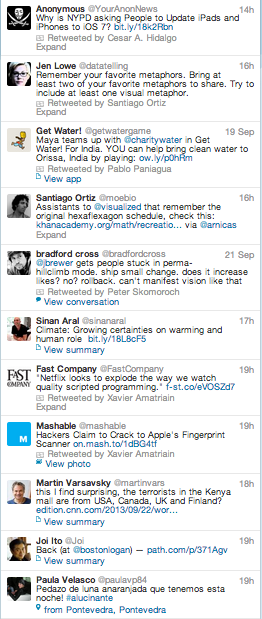 Anonymous @YourAnonNews 14h
Why is NYPD asking People to Update iPads and
iPhones to iOS 7? bit.ly/18k2Rbn
Retweeted by Cesar A. Hidalgo
Expand
Jen Lowe @datatelling 16h
Remember your favorite metaphors. Bring at
least two of your favorite metaphors to share. Try to
include at least one visual metaphor.
Retweeted by Santiago Ortiz
Expand
Get Water! @getwatergame 19 Sep
Maya teams up with @charitywater in Get
Water! For India. YOU can help bring clean water to
Orissa, India by playing: ow.ly/p0hRm
Retweeted by Pablo Paniagua
View app
Santiago Ortiz @moebio 16h
Assistants to @visualized that remember the
original hexaflexagon schedule, check this:
khanacademy.org/math/recreatio... via @arnicas
Expand
bradford cross @bradfordcross 21 Sep
@brewer gets people stuck in perma-
hillclimb mode. ship small change. does it increase
likes? no? rollback. can't manifest vision like that
Retweeted by Peter Skomoroch
View conversation
Sinan Aral @sinanaral 17h
Climate: Growing certainties on warming and
human role bit.ly/18L8cF5
View summary
FAST COMPANY
Fast Company @FastCompany 19h
"Netflix looks to explode the way we watch
quality scripted programming." f-st.co/eVOSZd7
Retweeted by Xavier Amatriain
Expand
M
Mashable @mashable 19h
Hackers Claim to Crack to Apple's Fingerprint
Scanner on.mash.to/1dBG4tf
Retweeted by Xavier Amatriain
View photo
Martin Varsavsky @martinvars 18h
this I find surprising, the terrorists in the Kenya
mall are from USA, Canada, UK and Finland?
edition.cnn.com/2013/09/22/wor...
View summary
Joi Ito @Joi 19h
Back (at @bostonlogan) — path.com/p/371Agv
View summary
Paula Velasco @paulavp84 19h
Pedazo de luna anaranjada que tenemos esta
noche! #alucinante
from Pontevedra, Pontevedra